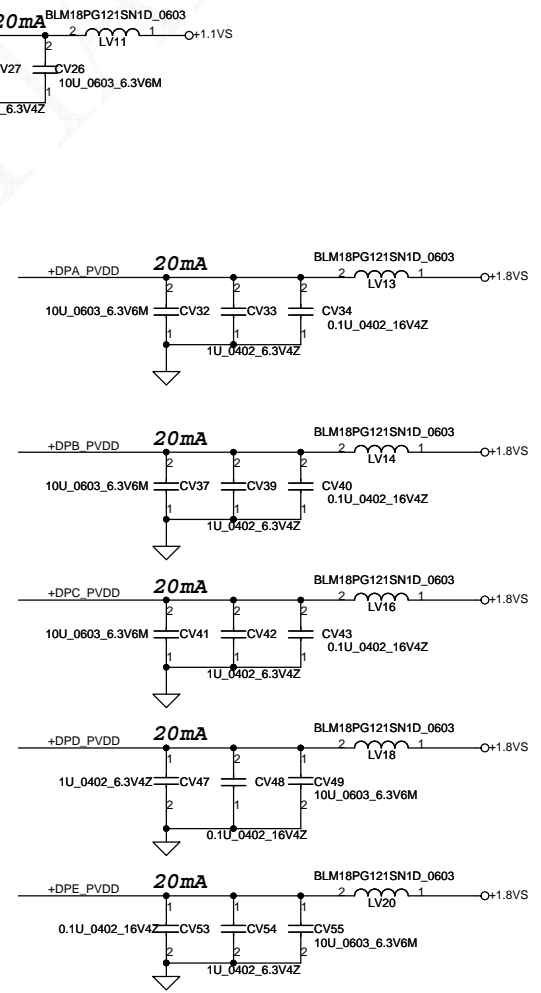 20mA BLM18PG121SN1D_0603
2 1 +1.1VS
LV11
2
V27 CV26
10U_0603_6.3V6M
1
_6.3V4Z
+DPA_PVDD 20mA BLM18PG121SN1D_0603
2 1 +1.8VS
LV13
2 2 2
10U_0603_6.3V6M CV32 CV33 CV34
0.1U_0402_16V4Z
1 1 1
1U_0402_6.3V4Z
+DPB_PVDD 20mA BLM18PG121SN1D_0603
2 1 +1.8VS
LV14
2 2 2
10U_0603_6.3V6M CV37 CV39 CV40
0.1U_0402_16V4Z
1 1 1
1U_0402_6.3V4Z
+DPC_PVDD 20mA BLM18PG121SN1D_0603
2 1 +1.8VS
LV16
2 2 2
10U_0603_6.3V6M CV41 CV42 CV43
0.1U_0402_16V4Z
1 1 1
1U_0402_6.3V4Z
+DPD_PVDD 20mA BLM18PG121SN1D_0603
2 1 +1.8VS
LV18
1 2 1
1U_0402_6.3V4Z CV47 CV48 CV49
10U_0603_6.3V6M
2 1 2
0.1U_0402_16V4Z
+DPE_PVDD 20mA BLM18PG121SN1D_0603
2 1 +1.8VS
LV20
1 1 1
0.1U_0402_16V4Z CV53 CV54 CV55
10U_0603_6.3V6M
2 2 2
1U_0402_6.3V4Z